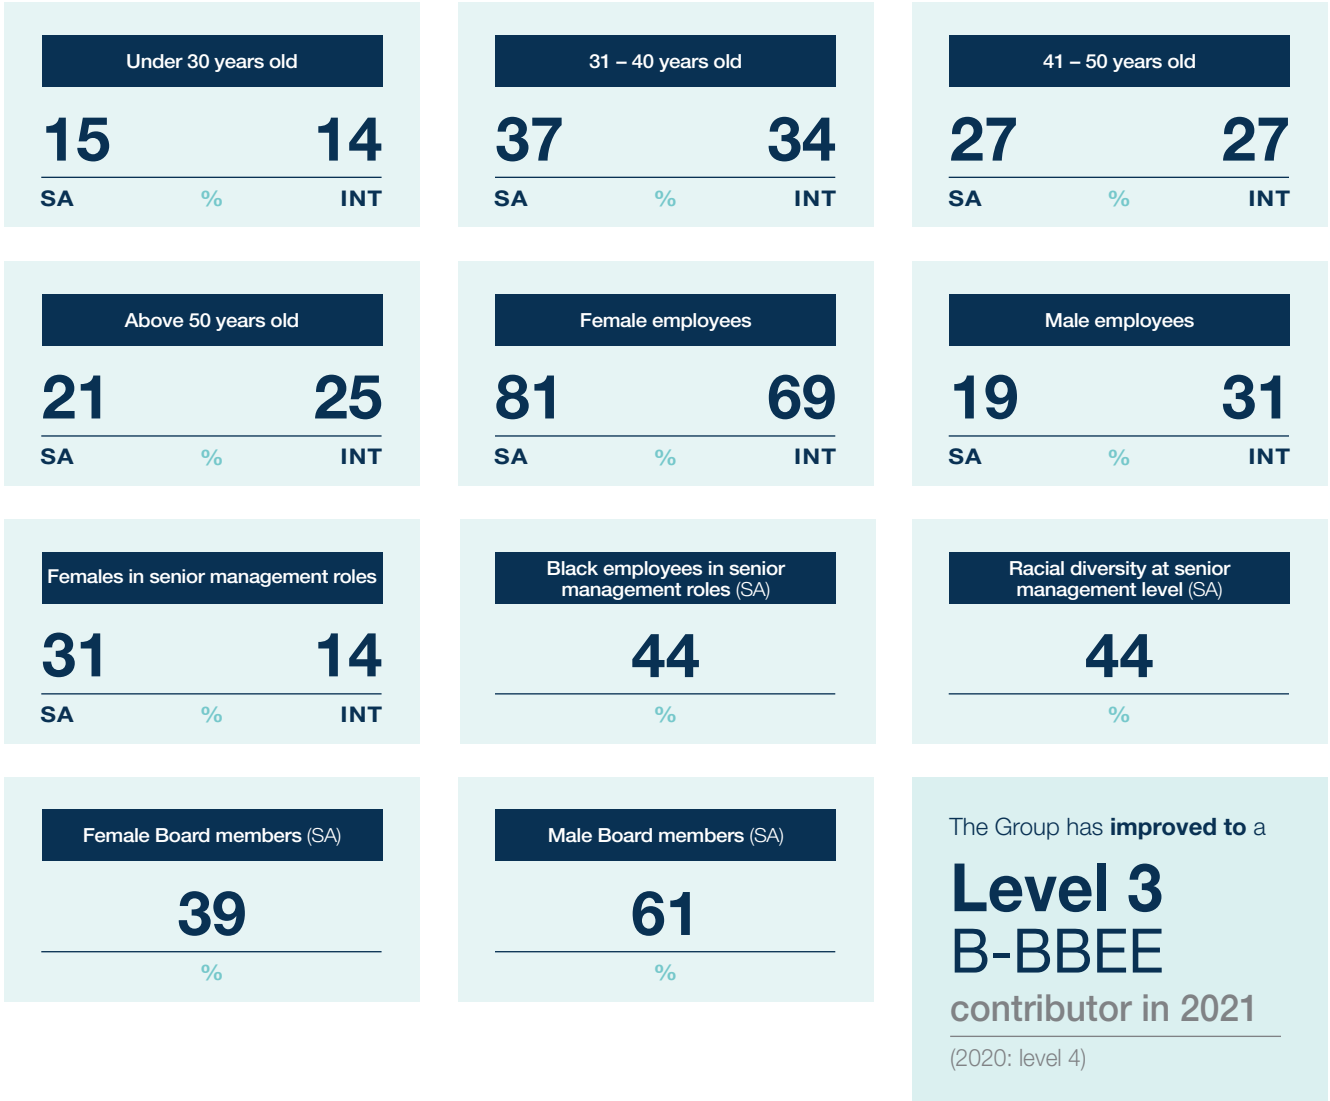 Under 30 years old
15 14
SA % INT
31 – 40 years old
37 34
SA % INT
41 – 50 years old
27 27
SA % INT
Above 50 years old
21 25
SA % INT
Female employees
81 69
SA % INT
Male employees
19 31
SA % INT
Females in senior management roles
31 14
SA % INT
Black employees in senior
management roles (SA)
44
%
Racial diversity at senior
management level (SA)
44
%
Female Board members (SA)
39
%
Male Board members (SA)
61
%
The Group has improved to a
Level 3
B-BBEE
contributor in 2021
(2020: level 4)